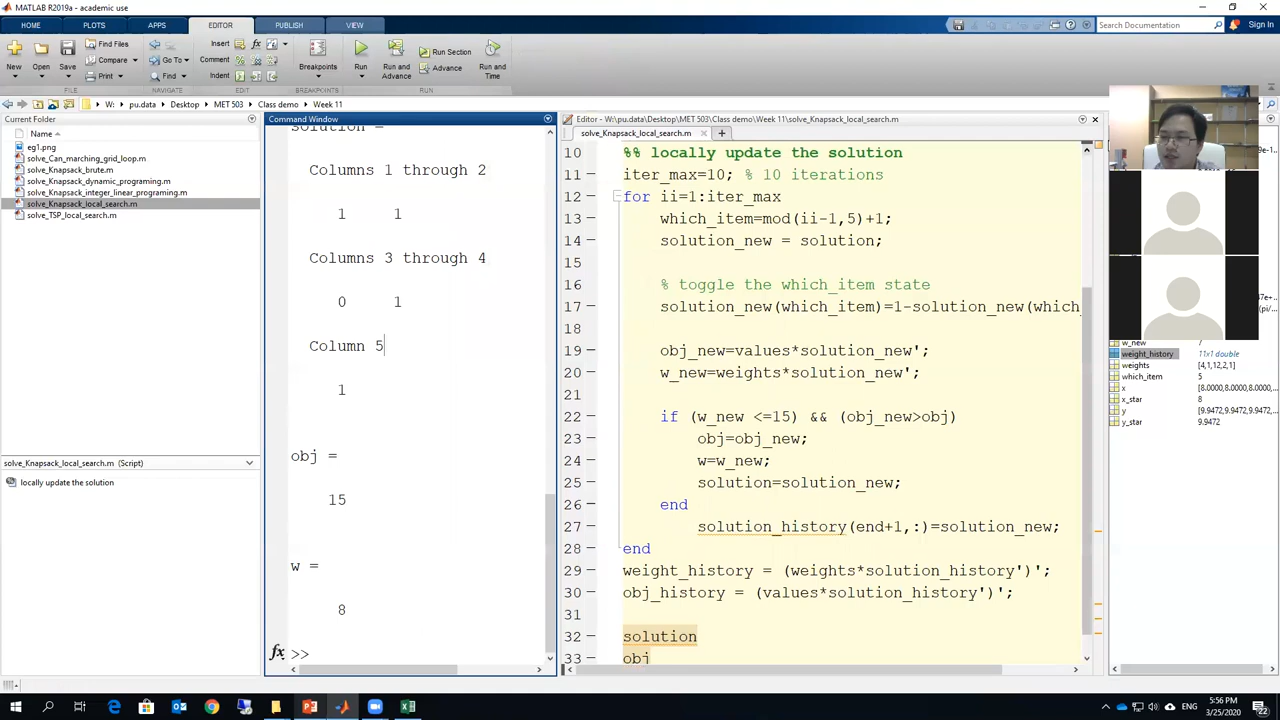 MATLAB R2019a - academic use
HOME PLOTS APPS EDITOR PUBLISH VIEW
Search Documentation
Sign In
New Open Save Find Files Compare Print
Go To Find
Insert Comment Indent
Breakpoints Run Run and Advance Run Section Advance Run and Time
FILE NAVIGATE EDIT BREAKPOINTS RUN
W: pu.data Desktop MET 503 Class demo Week 11
Current Folder
Name
eg1.png
solve_Can_marching_grid_loop.m
solve_Knapsack_brute.m
solve_Knapsack_dynamic_programing.m
solve_Knapsack_integer_linear_programing.m
solve_Knapsack_local_search.m
solve_TSP_local_search.m
solve_Knapsack_local_search.m (Script)
locally update the solution
Command Window
solution =
Columns 1 through 2
1 1
Columns 3 through 4
0 1
Column 5
1
obj =
15
w =
8
fx >>
Editor - W:\pu.data\Desktop\MET 503\Class demo\Week 11\solve_Knapsack_local_search.m
solve_Knapsack_local_search.m
10 %% locally update the solution
11 iter_max=10; % 10 iterations
12 for ii=1:iter_max
13 which_item=mod(ii-1,5)+1;
14 solution_new = solution;
15
16 % toggle the which_item state
17 solution_new(which_item)=1-solution_new(which_
18
19 obj_new=values*solution_new';
20 w_new=weights*solution_new';
21
22 if (w_new <=15) && (obj_new>obj)
23 obj=obj_new;
24 w=w_new;
25 solution=solution_new;
26 end
27 solution_history(end+1,:)=solution_new;
28 end
29 weight_history = (weights*solution_history')';
30 obj_history = (values*solution_history')';
31
32 solution
33 obj
w_new 7
weight_history 11x1 double
weights [4,1,12,2,1]
which_item 5
x [8.0000,8.0000,8.0000,...
x_star 8
y [9.9472,9.9472,9.9472,...
y_star 9.9472
5:56 PM
3/25/2020
22